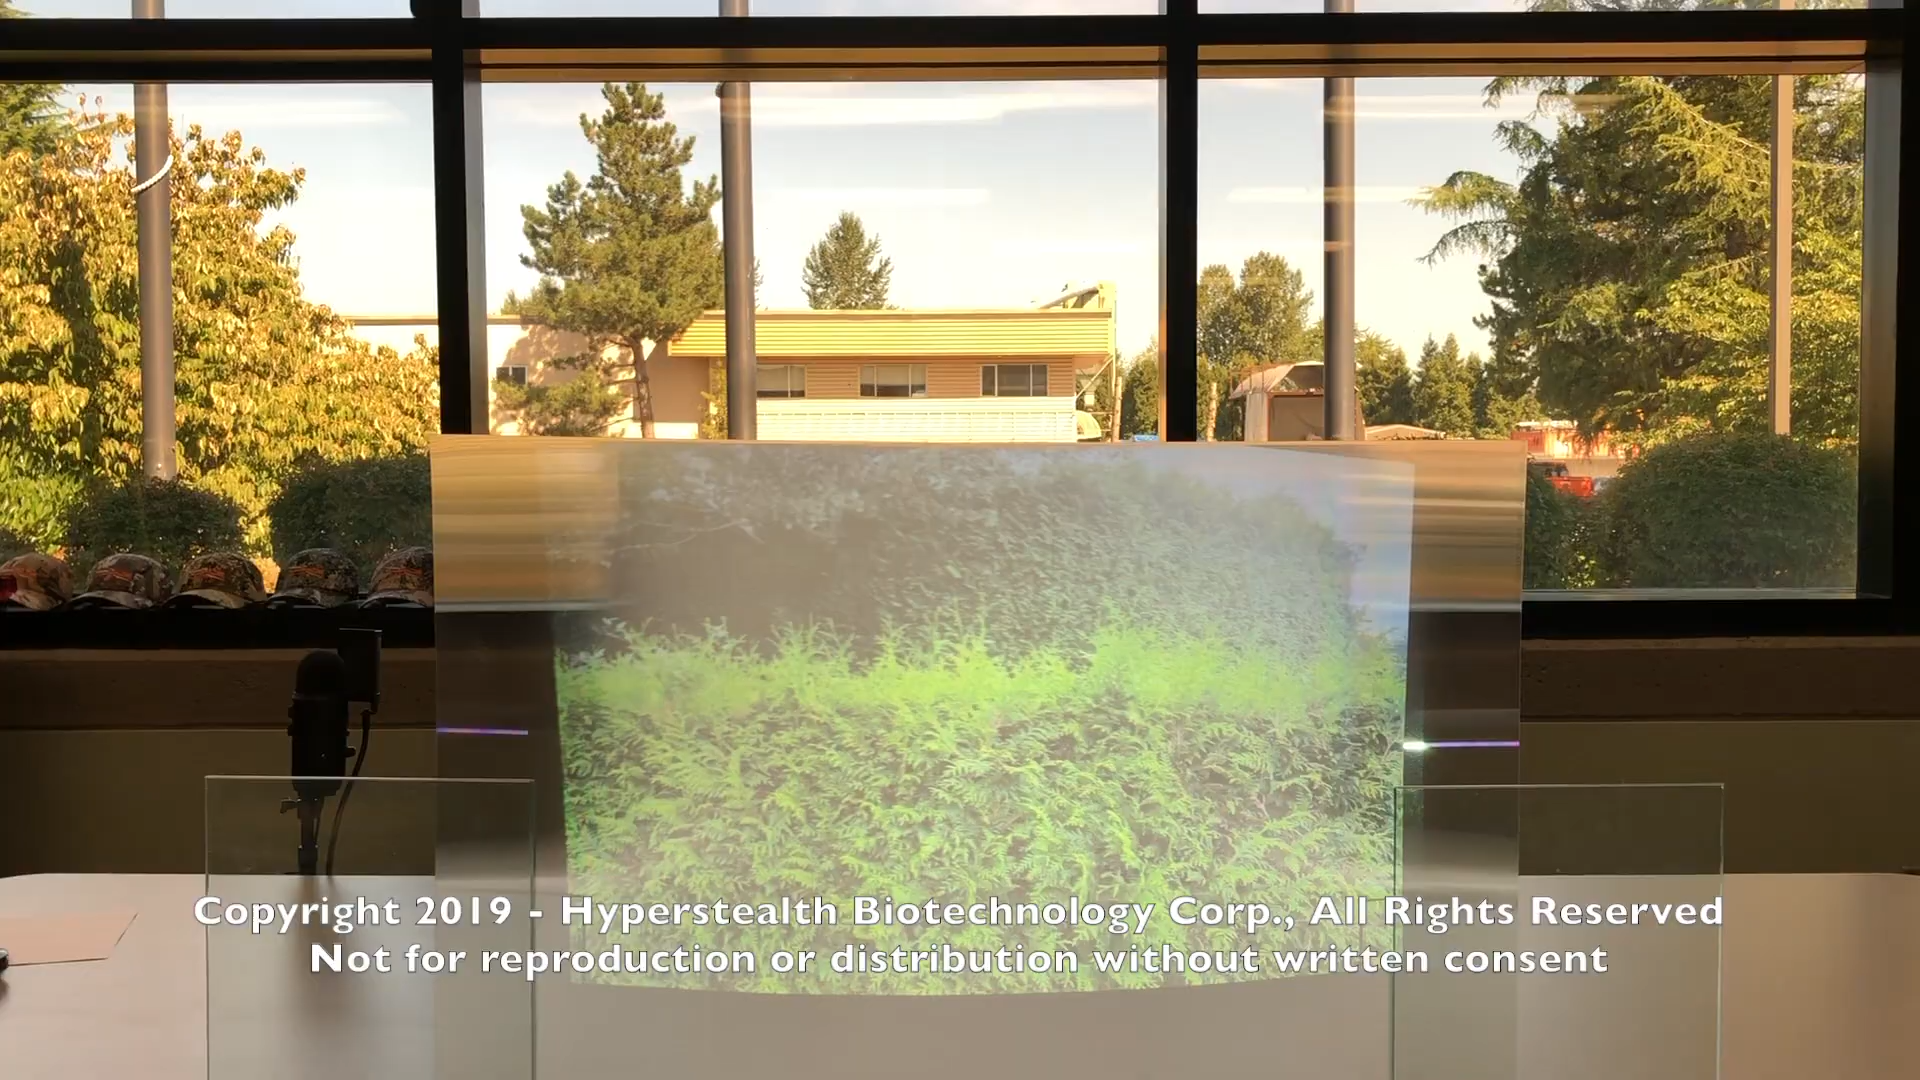 Copyright 2019 - Hyperstealth Biotechnology Corp., All Rights Reserved
Not for reproduction or distribution without written consent